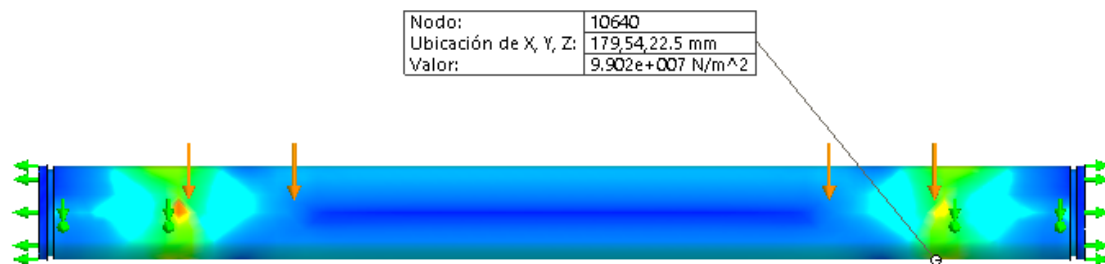 Nodo: 10640
Ubicación de X, Y, Z: 179,54,22.5 mm
Valor: 9.902e+007 N/m^2